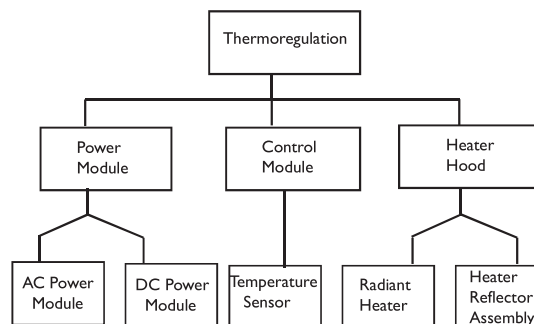 Thermoregulation
Power
Module
Control
Module
Heater
Hood
AC Power
Module
DC Power
Module
Temperature
Sensor
Radiant
Heater
Heater
Reflector
Assembly